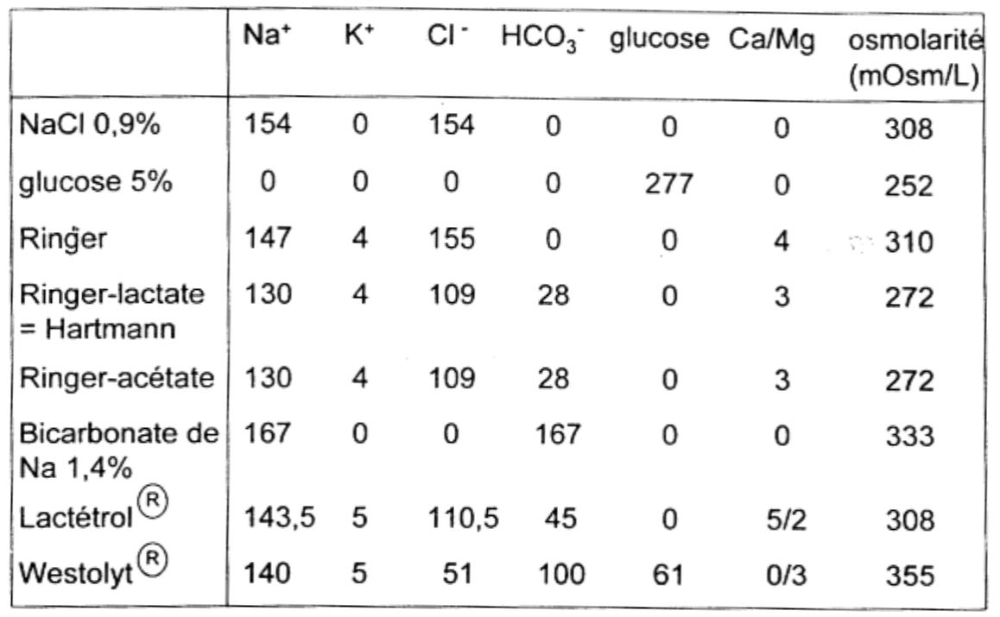 Na⁺ K⁺ Cl⁻ HCO₃⁻ glucose Ca/Mg osmolarité
(mOsm/L)
NaCl 0,9% 154 0 154 0 0 0 308
glucose 5% 0 0 0 0 277 0 252
Ringer 147 4 155 0 0 4 310
Ringer-lactate 130 4 109 28 0 3 272
= Hartmann
Ringer-acétate 130 4 109 28 0 3 272
Bicarbonate de 167 0 0 167 0 0 333
Na 1,4%
Lactétrol® 143,5 5 110,5 45 0 5/2 308
Westolyt® 140 5 51 100 61 0/3 355